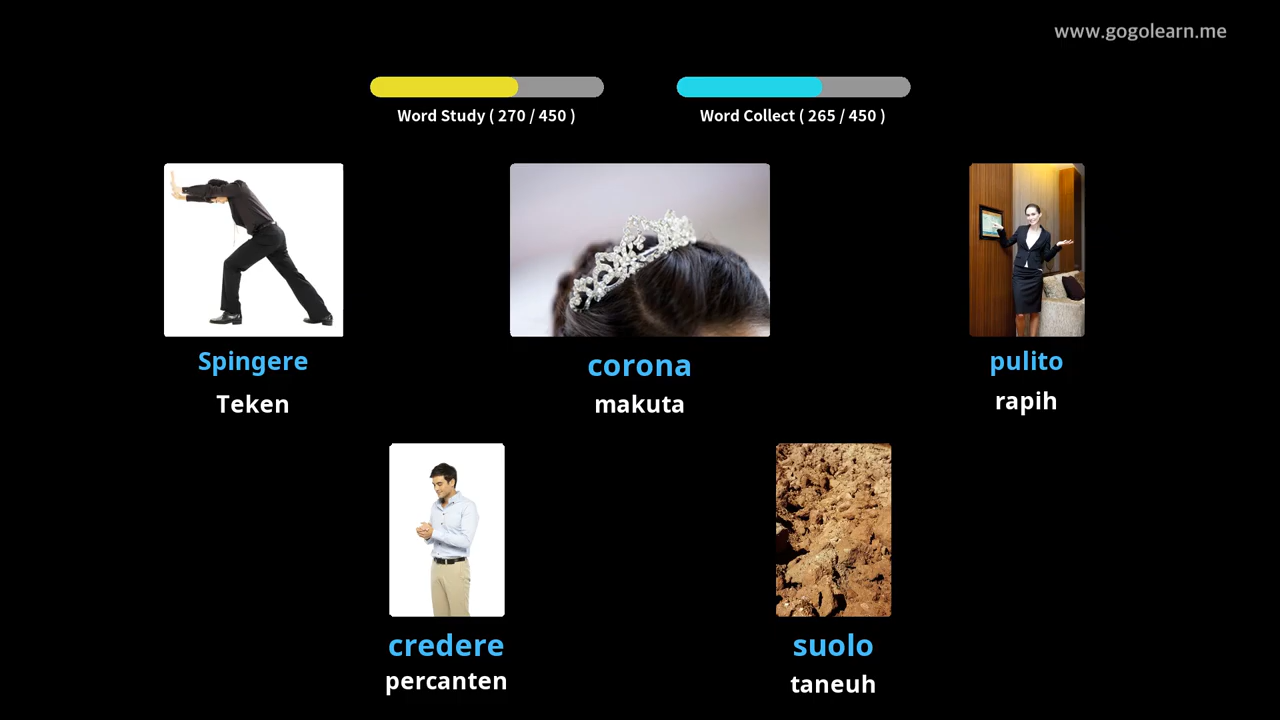 www.gogolearn.me
Word Study ( 270 / 450 )
Word Collect ( 265 / 450 )
Spingere
Teken
corona
makuta
pulito
rapih
credere
percanten
suolo
taneuh